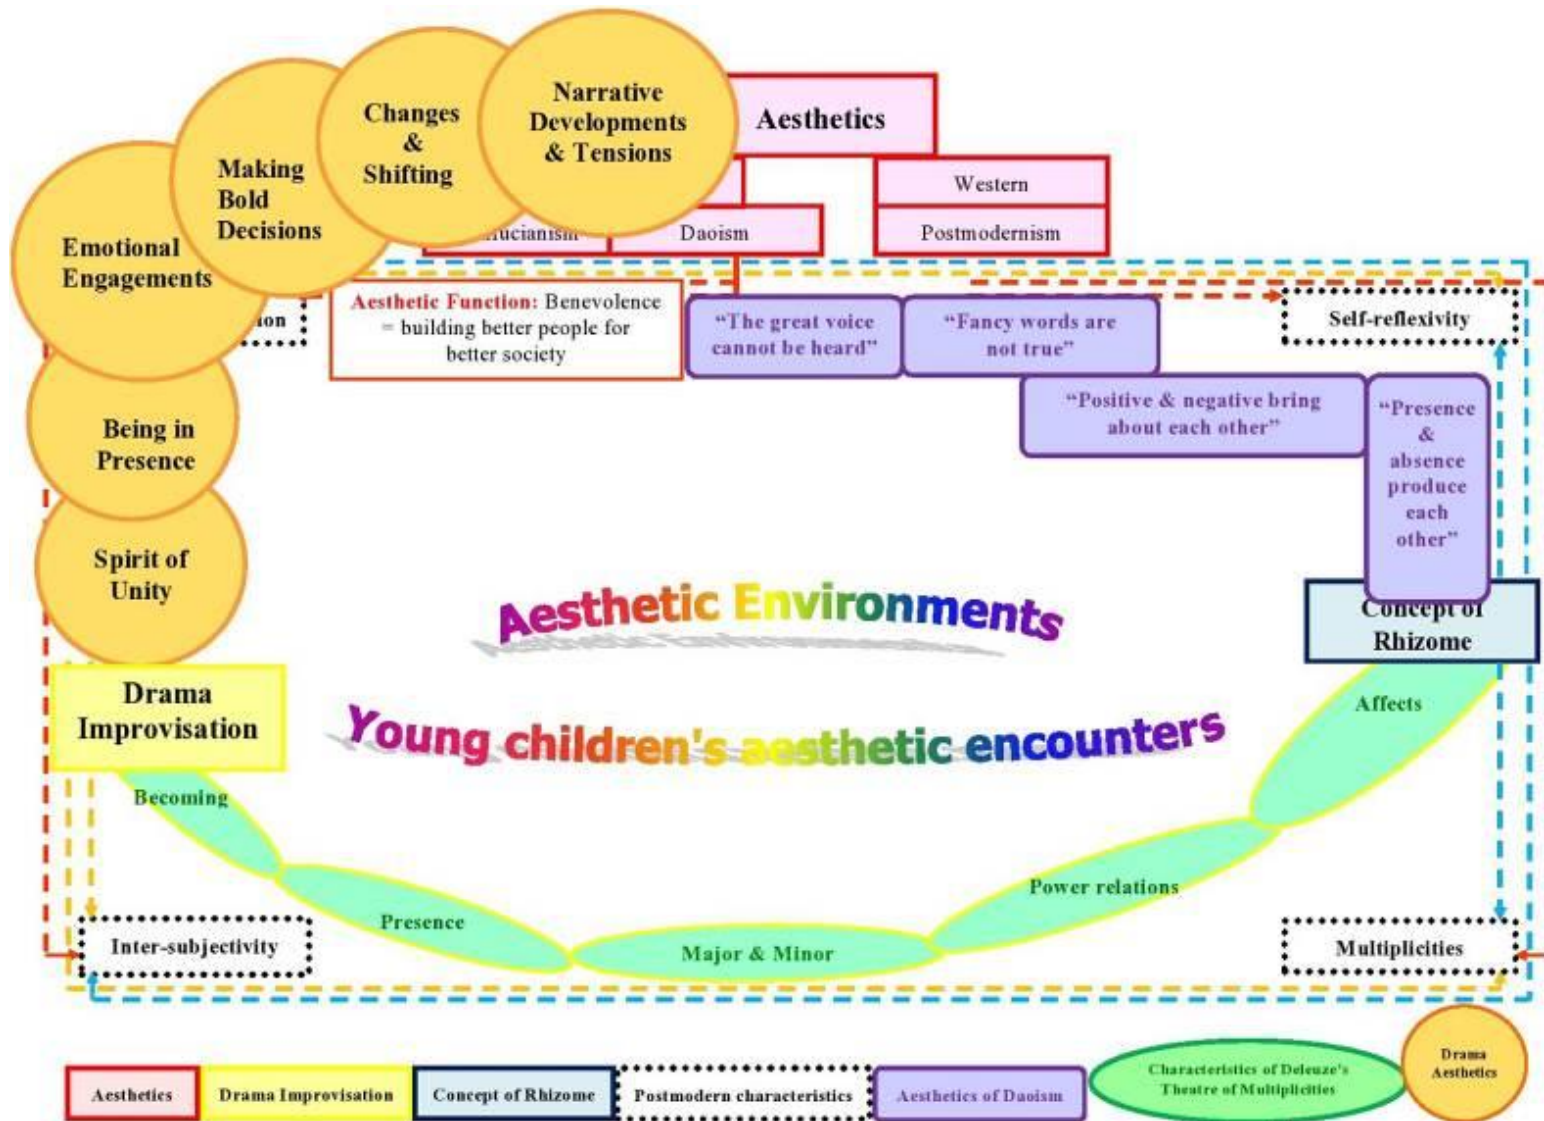 Narrative
Developments
& Tensions
Changes
&
Shifting
Making
Bold
Decisions
Emotional
Engagements
Being in
Presence
Spirit of
Unity
Aesthetics
Western
Daoism
Postmodernism
Aesthetic Function: Benevolence
= building better people for
better society
“The great voice
cannot be heard”
“Fancy words are
not true”
Self-reflexivity
“Positive & negative bring
about each other”
“Presence
&
absence
produce
each
other”
Aesthetic Environments
Concept of
Rhizome
Drama
Improvisation
Young children's aesthetic encounters
Affects
Becoming
Power relations
Presence
Major & Minor
Inter-subjectivity
Multiplicities
Aesthetics
Drama Improvisation
Concept of Rhizome
Postmodern characteristics
Aesthetics of Daoism
Characteristics of Deleuze's
Theatre of Multiplicities
Drama
Aesthetics